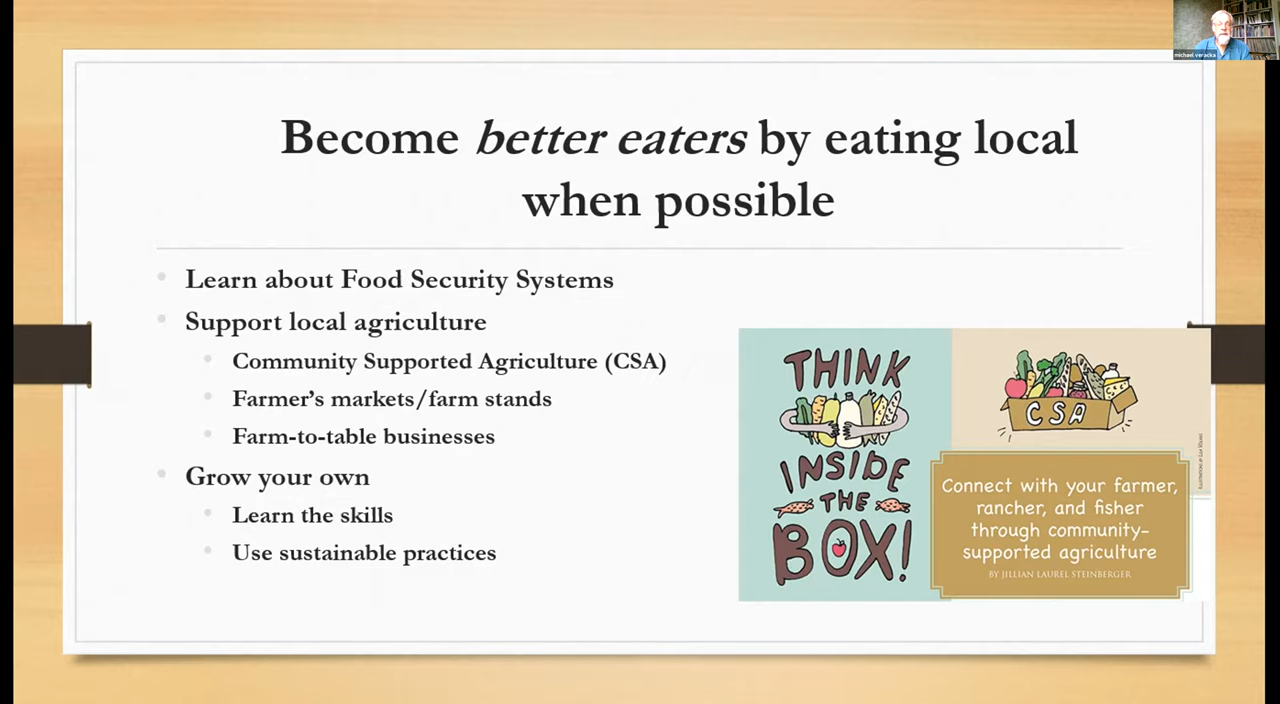 michael veracka
Become better eaters by eating local
when possible
Learn about Food Security Systems
Support local agriculture
Community Supported Agriculture (CSA)
Farmer’s markets/farm stands
Farm-to-table businesses
Grow your own
Learn the skills
Use sustainable practices
THINK
INSIDE
THE
BOX!
CSA
Connect with your farmer,
rancher, and fisher
through community-
supported agriculture
BY JILLIAN LAUREL STEINBERGER